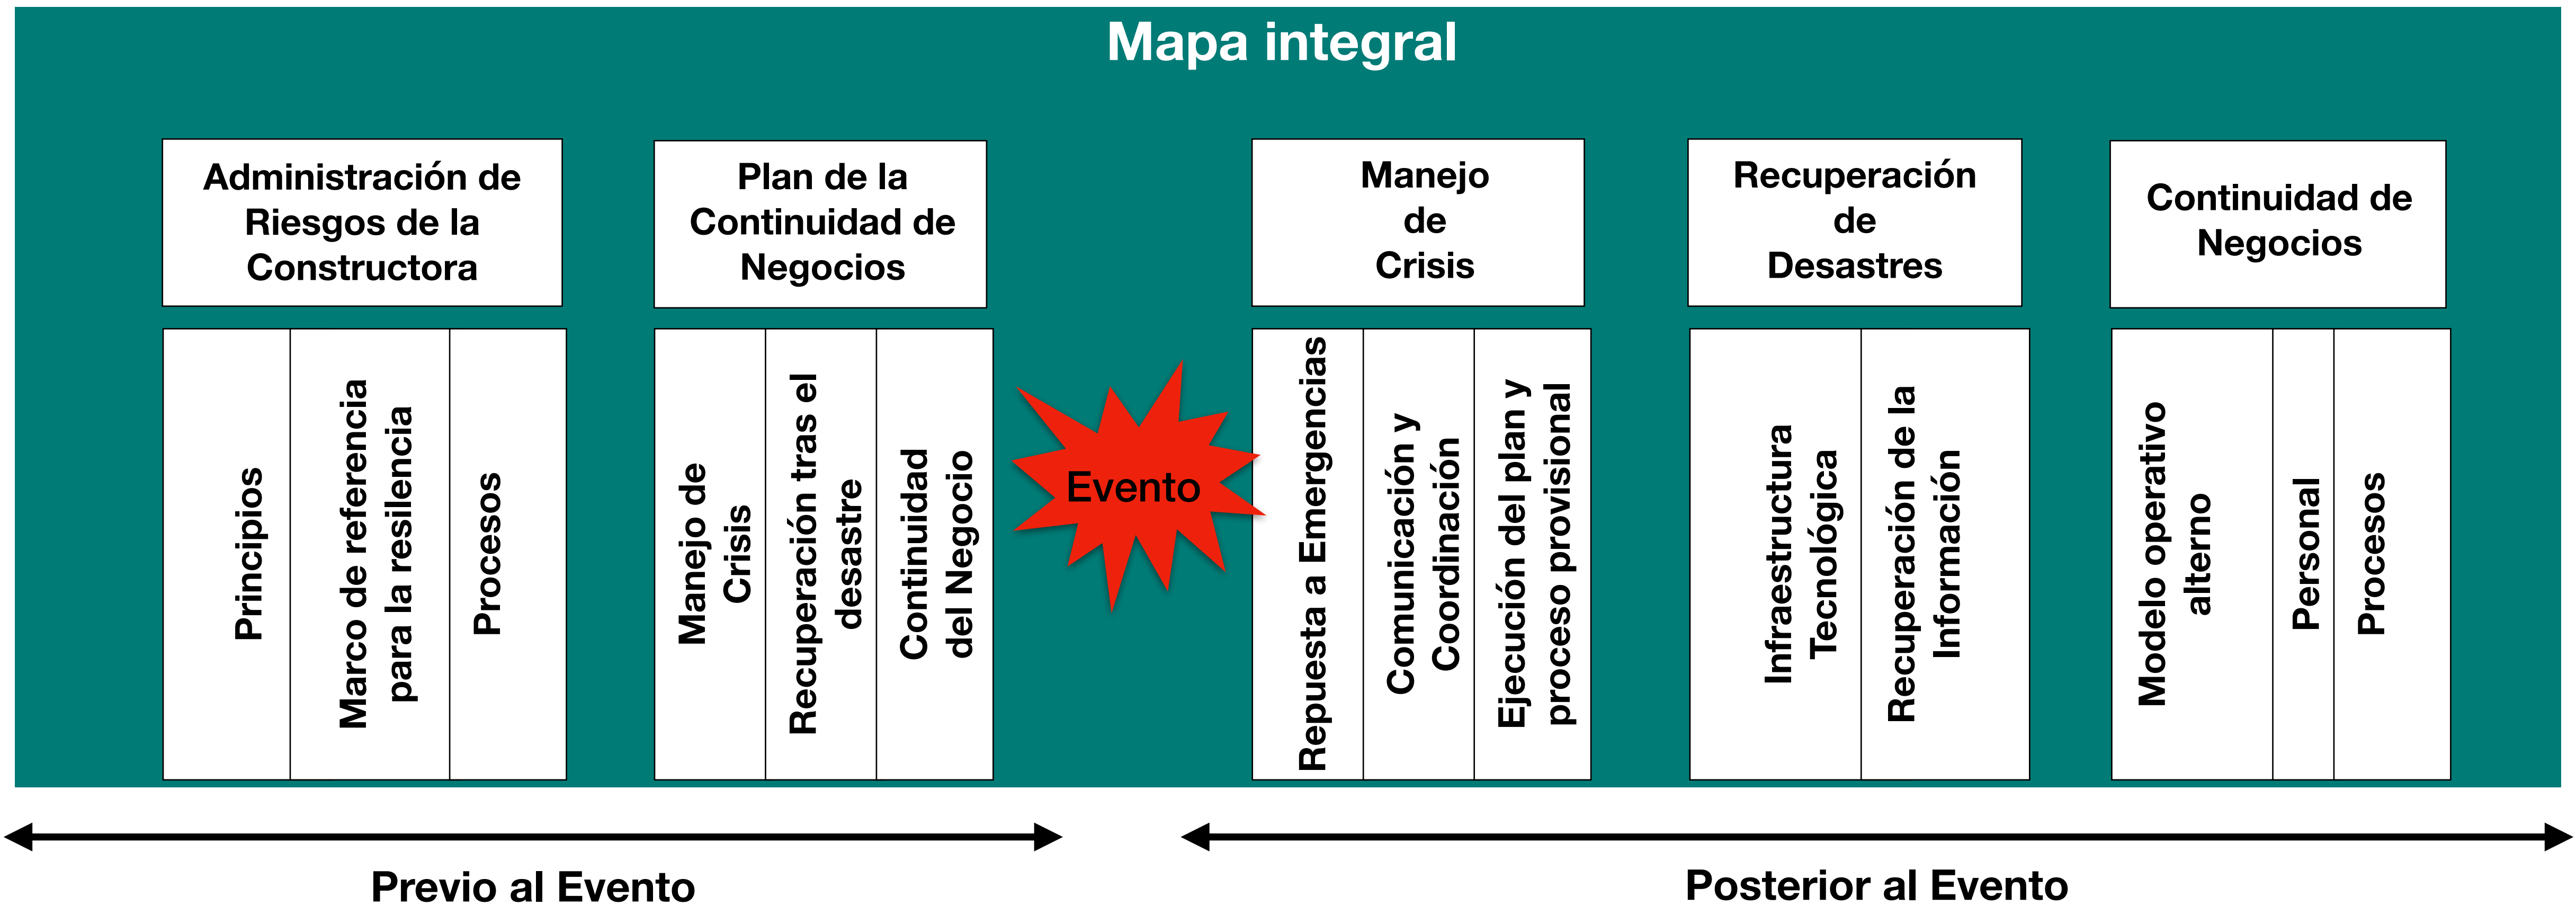 Mapa integral
Administración de
Riesgos de la
Constructora
Plan de la
Continuidad de
Negocios
Manejo
de
Crisis
Recuperación
de
Desastres
Continuidad de
Negocios
Principios
Marco de referencia
para la resilencia
Procesos
Manejo de
Crisis
Recuperación tras el
desastre
Continuidad
del Negocio
Evento
Repuesta a Emergencias
Comunicación y
Coordinación
Ejecución del plan y
proceso provisional
Infraestructura
Tecnológica
Recuperación de la
Información
Modelo operativo
alterno
Personal
Procesos
Previo al Evento
Posterior al Evento